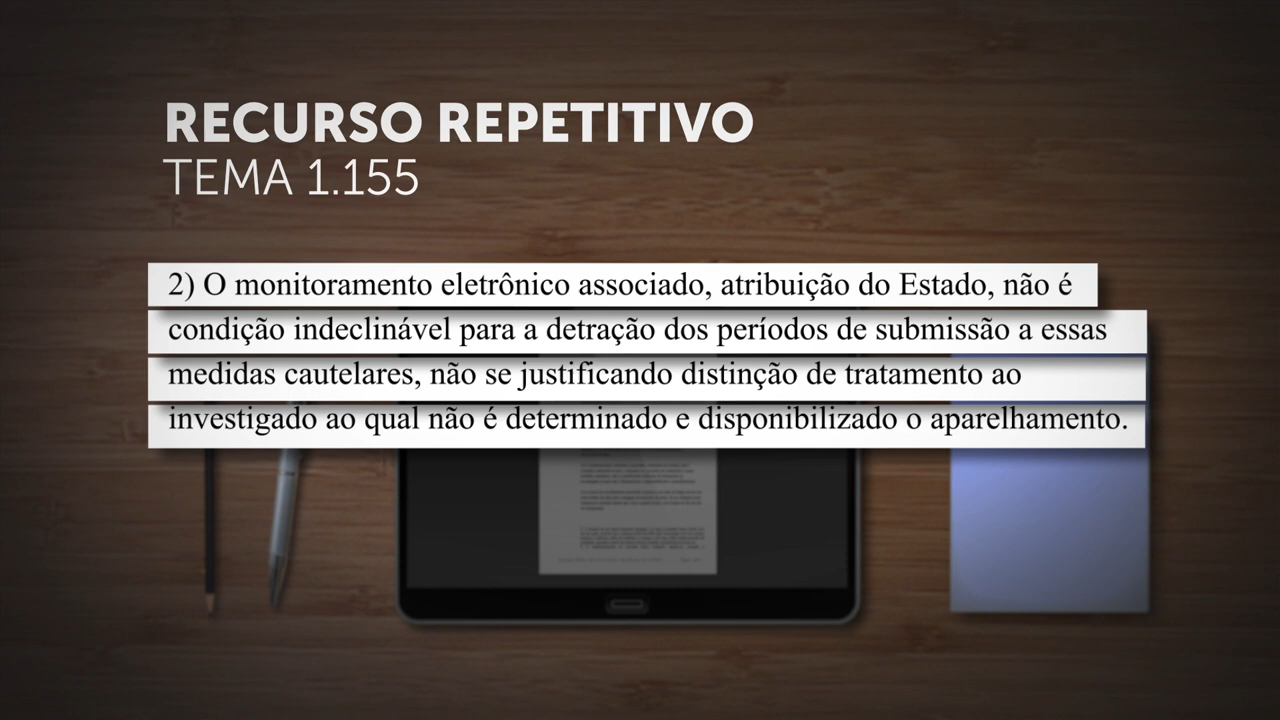 RECURSO REPETITIVO
TEMA 1.155
2) O monitoramento eletrônico associado, atribuição do Estado, não é
condição indeclinável para a detração dos períodos de submissão a essas
medidas cautelares, não se justificando distinção de tratamento ao
investigado ao qual não é determinado e disponibilizado o aparelhamento.